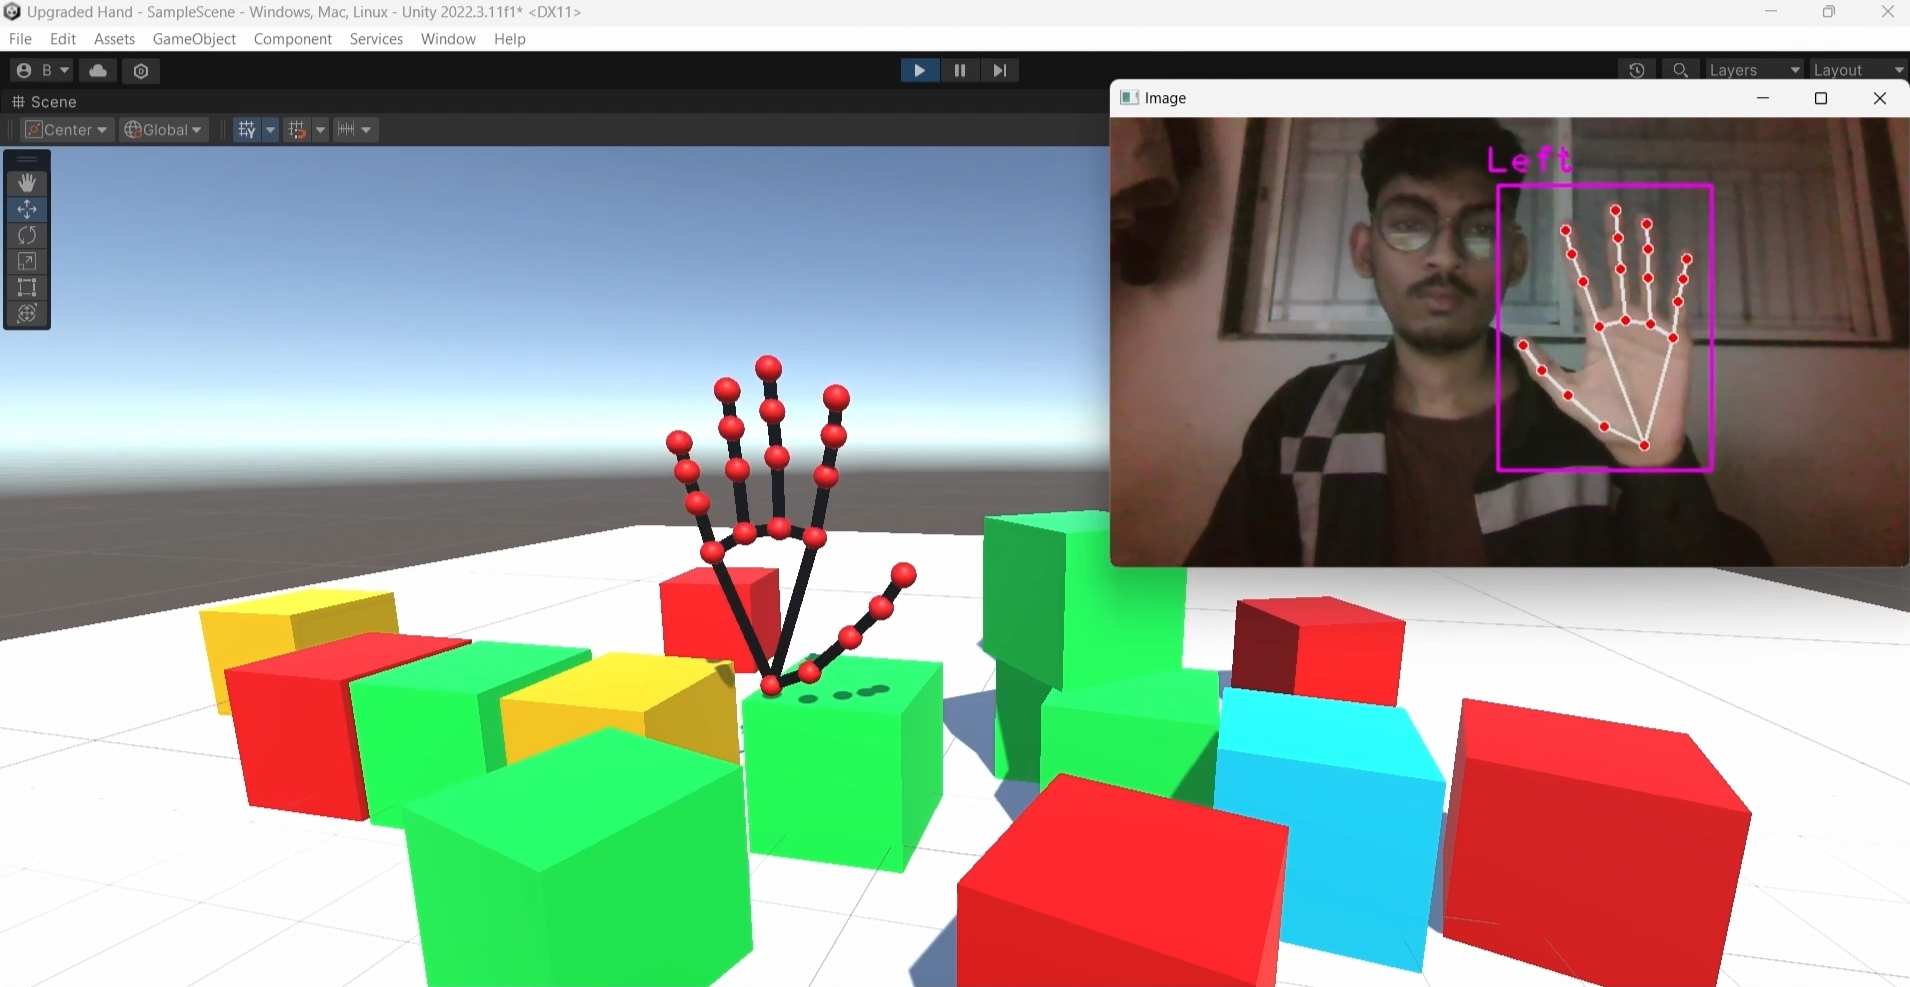 Upgraded Hand - SampleScene - Windows, Mac, Linux - Unity 2022.3.11f1* <DX11>
File Edit Assets GameObject Component Services Window Help
B Layers Layout
Scene
Center Global
Image
Left